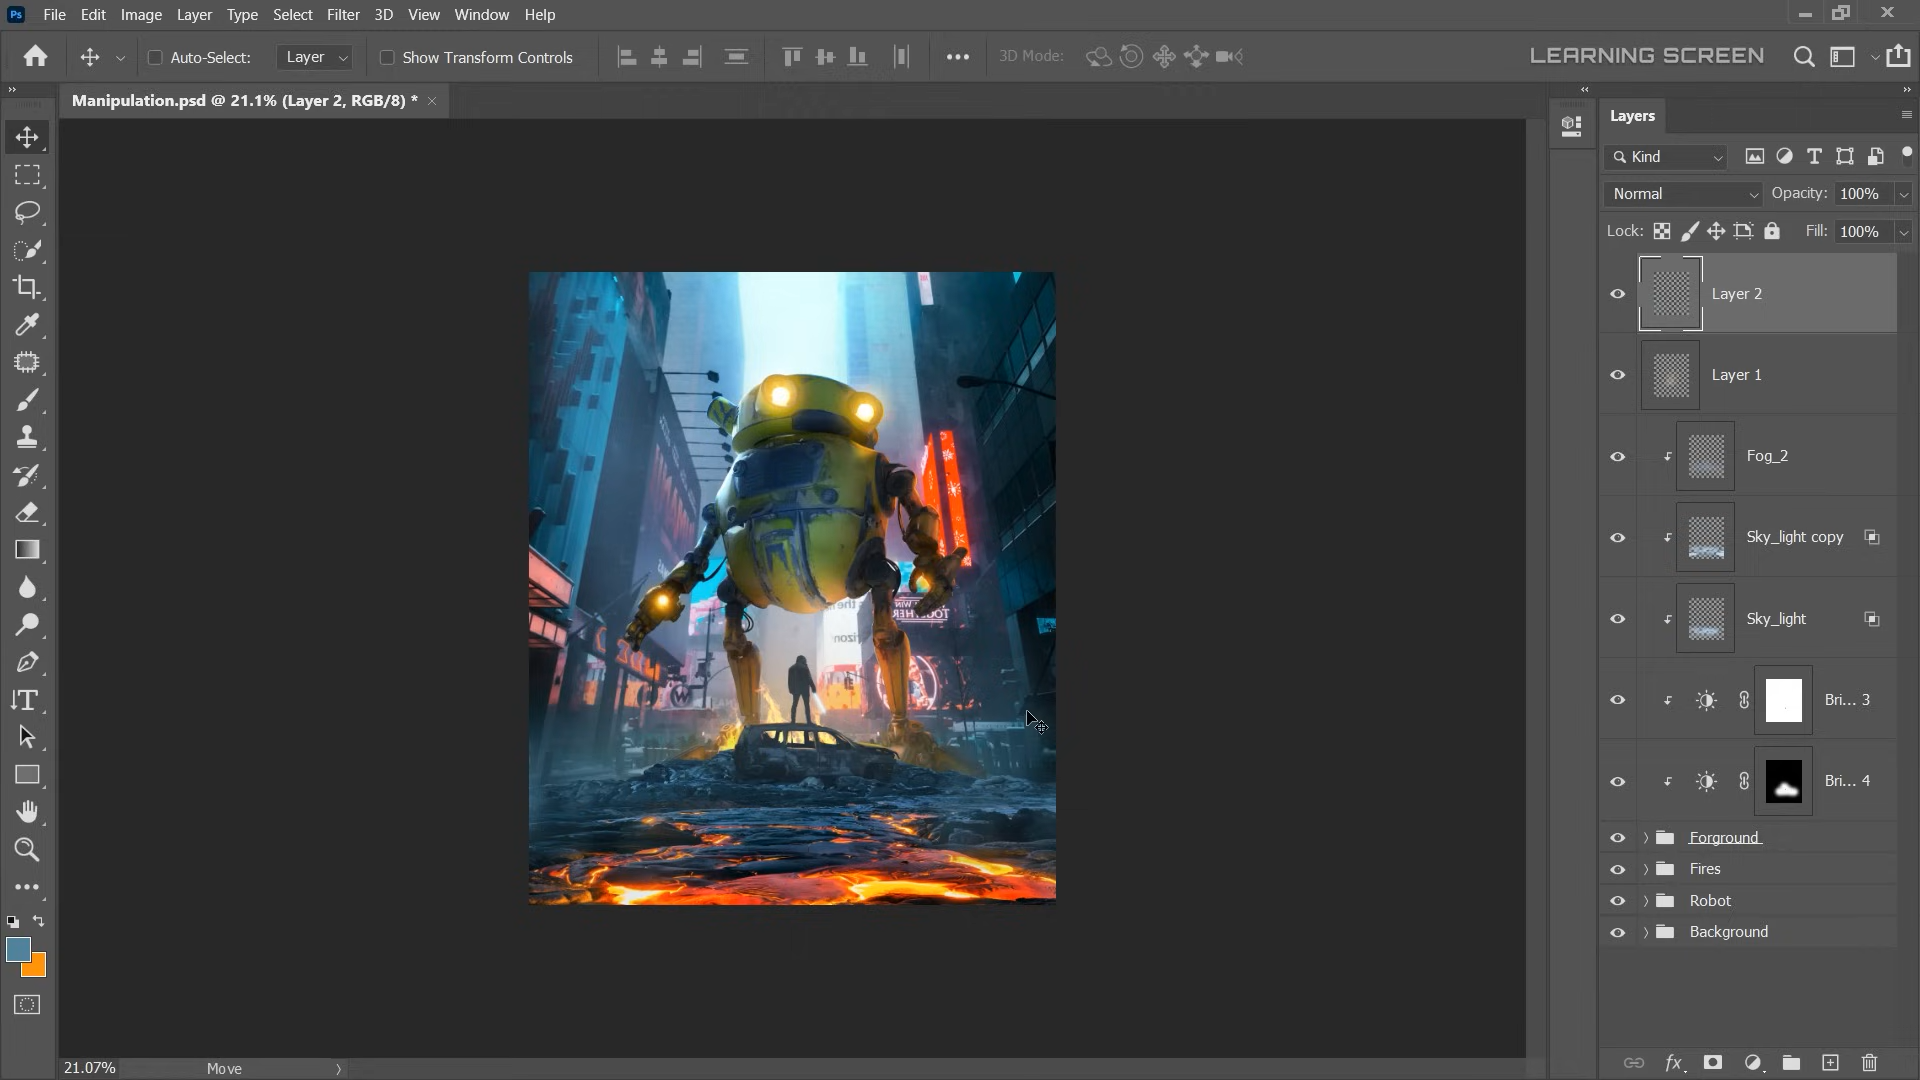 Ps File Edit Image Layer Type Select Filter 3D View Window Help
Auto-Select: Layer Show Transform Controls 3D Mode: LEARNING SCREEN
Manipulation.psd @ 21.1% (Layer 2, RGB/8) *
Layers
Kind
Normal Opacity: 100%
Lock: Fill: 100%
Layer 2
Layer 1
Fog_2
Sky_light copy
Sky_light
Bri... 3
Bri... 4
Forground
Fires
Robot
Background
21.07% Move